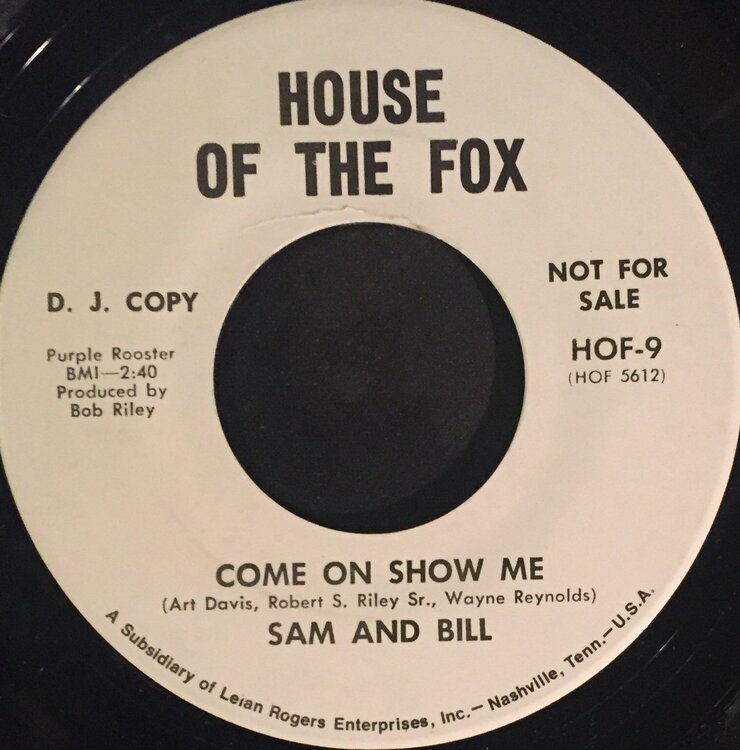 HOUSE
OF THE FOX
D. J. COPY
Purple Rooster
BMI—2:40
Produced by
Bob Riley
NOT FOR
SALE
HOF-9
(HOF 5612)
COME ON SHOW ME
(Art Davis, Robert S. Riley Sr., Wayne Reynolds)
SAM AND BILL
A Subsidiary of Lelan Rogers Enterprises, Inc.— Nashville, Tenn.—U.S.A.